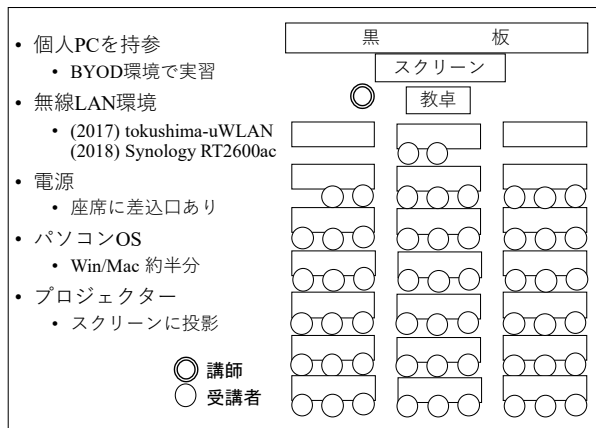 • 個人PCを持参
• BYOD環境で実習
• 無線LAN環境
• (2017) tokushima-uWLAN
(2018) Synology RT2600ac
• 電源
• 座席に差込口あり
• パソコンOS
• Win/Mac 約半分
• プロジェクター
• スクリーンに投影
講師
受講者
黒 板
スクリーン
教卓